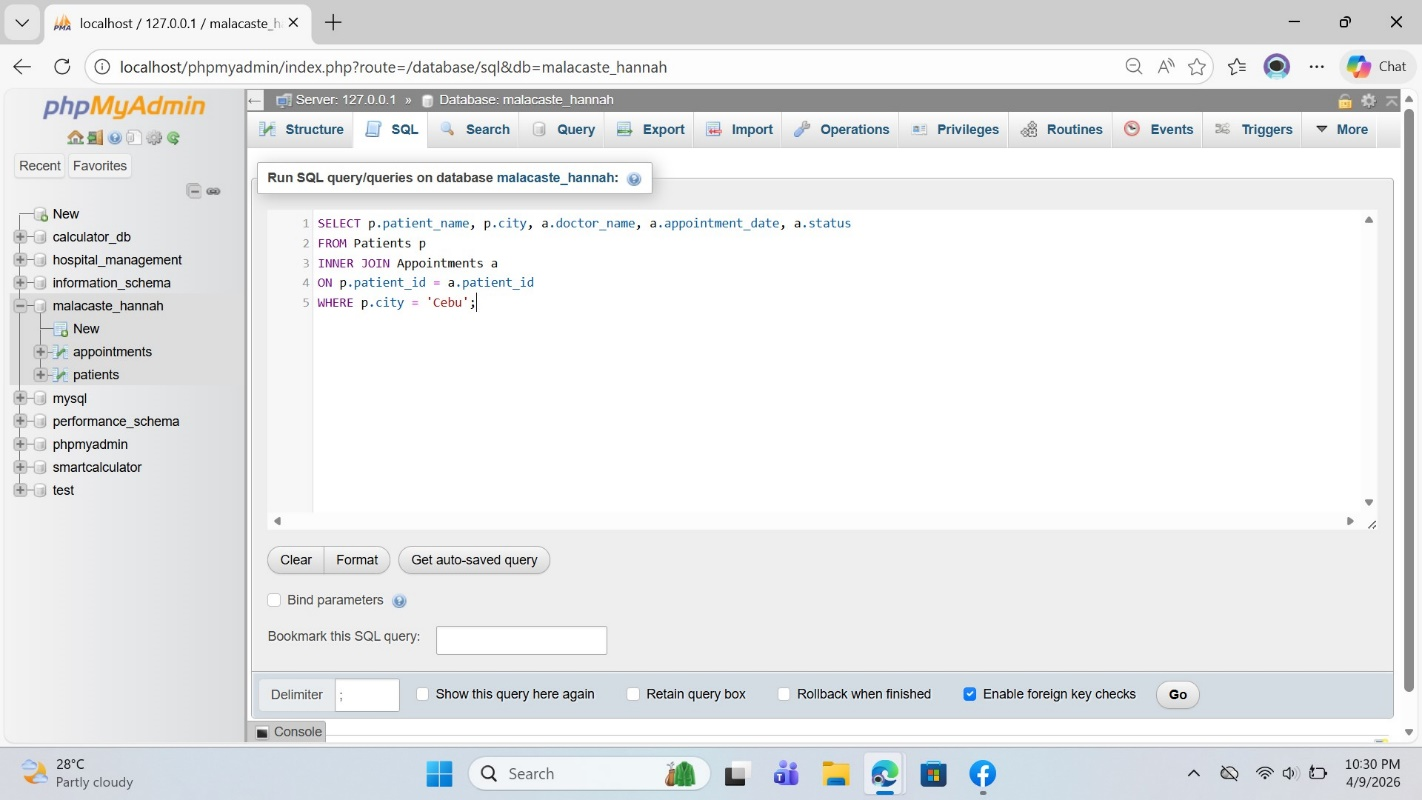 localhost / 127.0.0.1 / malacaste_h
localhost/phpmyadmin/index.php?route=/database/sql&db=malacaste_hannah
Chat
phpMyAdmin
Recent
Favorites
New
calculator_db
hospital_management
information_schema
malacaste_hannah
New
appointments
patients
mysql
performance_schema
phpmyadmin
smartcalculator
test
Server: 127.0.0.1 » Database: malacaste_hannah
Structure
SQL
Search
Query
Export
Import
Operations
Privileges
Routines
Events
Triggers
More
Run SQL query/queries on database malacaste_hannah:
1 SELECT p.patient_name, p.city, a.doctor_name, a.appointment_date, a.status
2 FROM Patients p
3 INNER JOIN Appointments a
4 ON p.patient_id = a.patient_id
5 WHERE p.city = 'Cebu';
Clear
Format
Get auto-saved query
Bind parameters
Bookmark this SQL query:
Delimiter ;
Show this query here again
Retain query box
Rollback when finished
Enable foreign key checks
Go
Console
28°C
Partly cloudy
Search
10:30 PM
4/9/2026